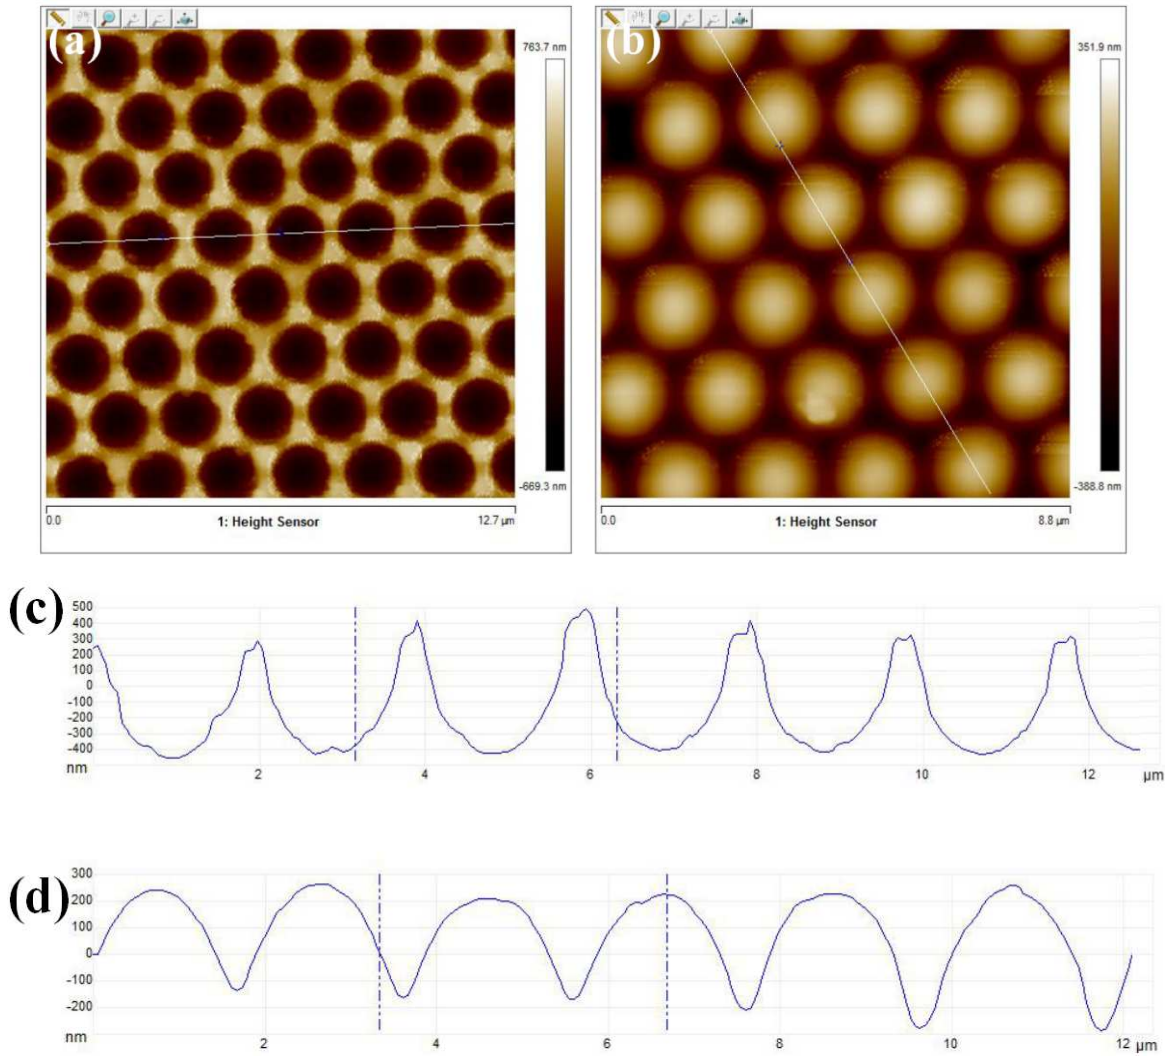 (a)
763.7 nm
-669.3 nm
0.0
1: Height Sensor
12.7 µm
(b)
351.9 nm
-388.8 nm
0.0
1: Height Sensor
8.8 µm
(c)
500
400
300
200
100
0
-100
-200
-300
-400
nm
2
4
6
8
10
12
µm
(d)
300
200
100
0
-100
-200
nm
2
4
6
8
10
12
µm